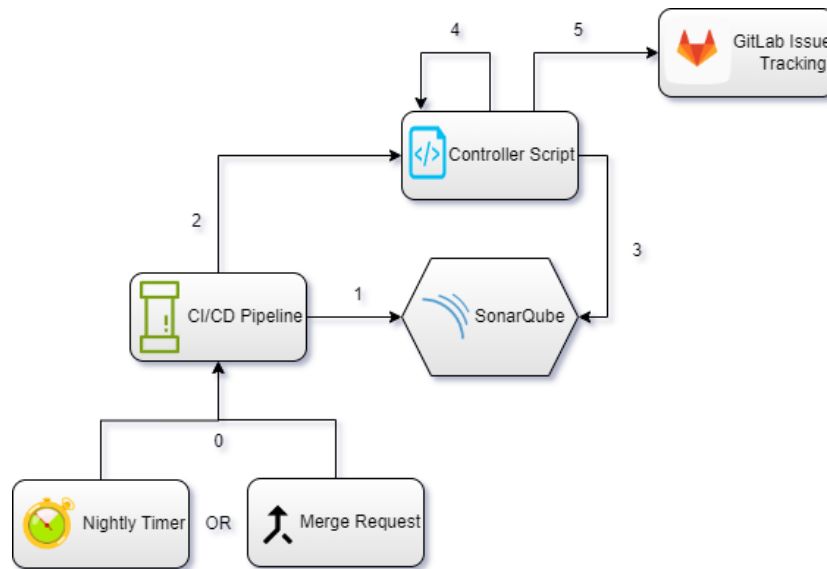 4
5
GitLab Issue
Tracking
Controller Script
2
3
CI/CD Pipeline
1
SonarQube
0
Nightly Timer
OR
Merge Request